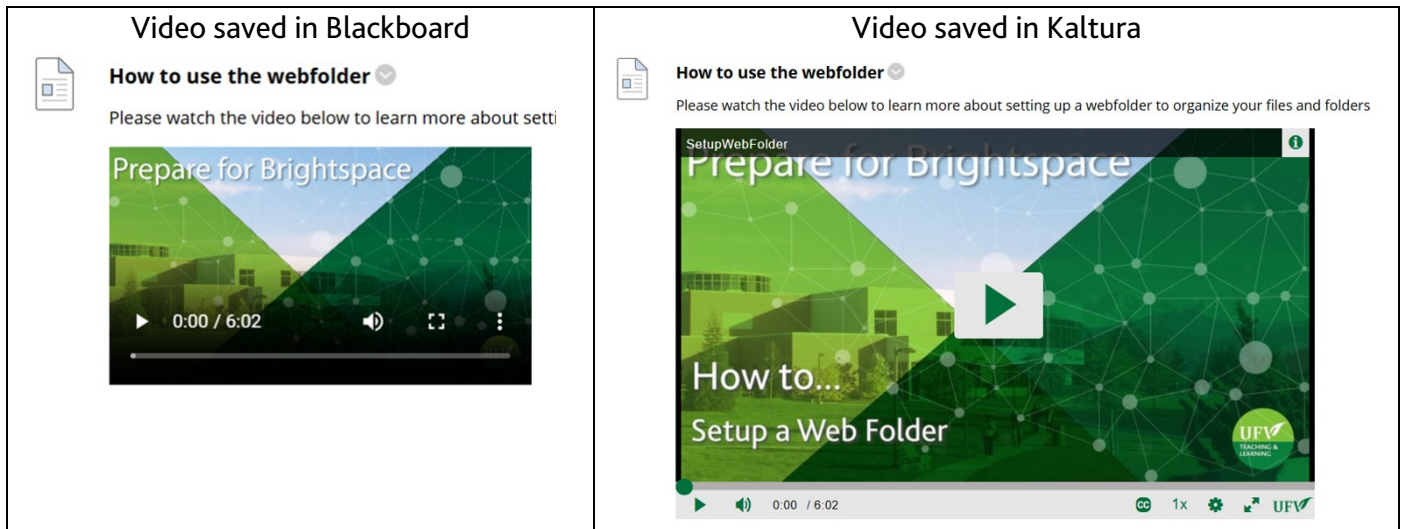 Video saved in Blackboard
How to use the webfolder
Please watch the video below to learn more about setti
Prepare for Brightspace
0:00 / 6:02
Video saved in Kaltura
How to use the webfolder
Please watch the video below to learn more about setting up a webfolder to organize your files and folders
SetupWebFolder
Prepare for Brightspace
How to...
Setup a Web Folder
UFV
TEACHING &
LEARNING
0:00 / 6:02
CC 1x UFV